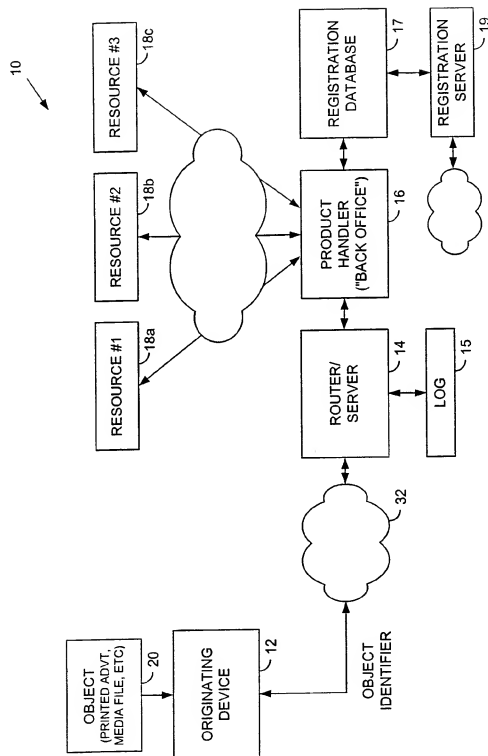 10
RESOURCE #1
18a
RESOURCE #2
18b
RESOURCE #3
18c
OBJECT
(PRINTED ADVT,
MEDIA FILE, ETC)
20
ORIGINATING
DEVICE
12
OBJECT
IDENTIFIER
32
ROUTER/
SERVER
14
LOG
15
PRODUCT
HANDLER
("BACK OFFICE")
16
REGISTRATION
DATABASE
17
REGISTRATION
SERVER
19